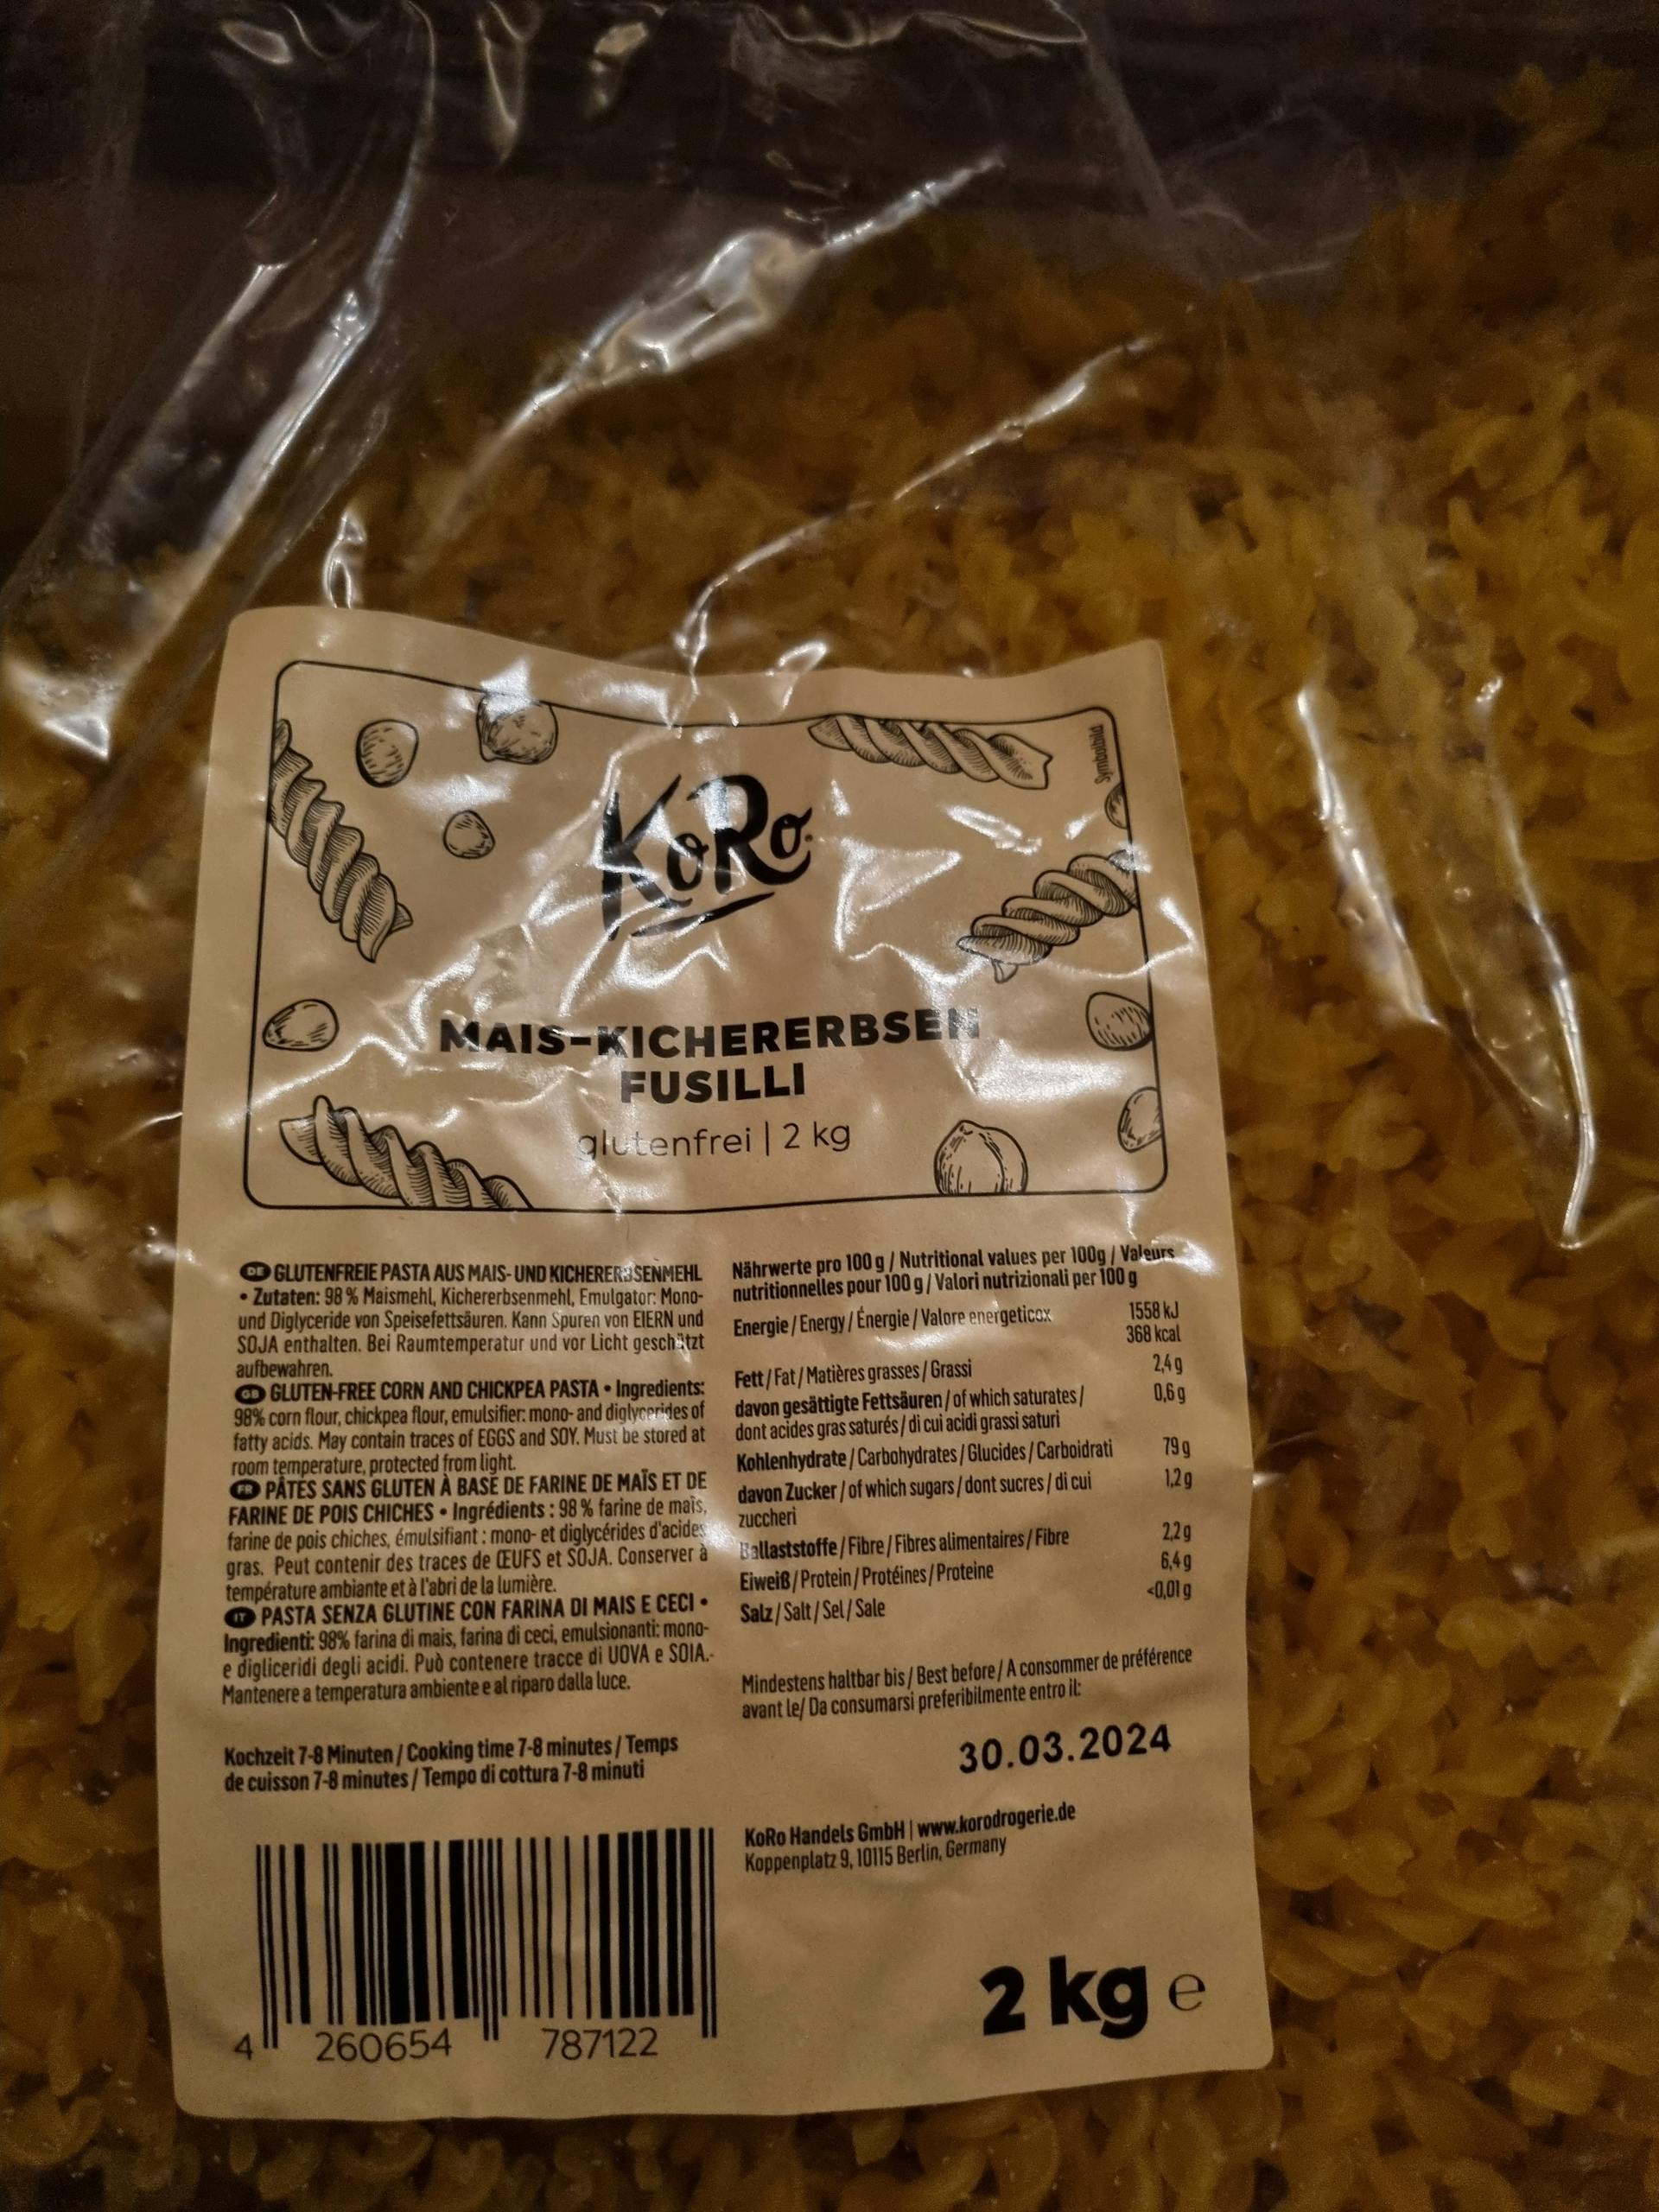 Symbolbild
KoRo
MAIS-KICHERERBSEN
FUSILLI
glutenfrei | 2 kg
DE GLUTENFREIE PASTA AUS MAIS- UND KICHERERBSENMEHL
• Zutaten: 98 % Maismehl, Kichererbsenmehl, Emulgator: Mono-
und Diglyceride von Speisefettsäuren. Kann Spuren von EIERN und
SOJA enthalten. Bei Raumtemperatur und vor Licht geschützt
aufbewahren.
GB GLUTEN-FREE CORN AND CHICKPEA PASTA • Ingredients:
98% corn flour, chickpea flour, emulsifier: mono- and diglycerides of
fatty acids. May contain traces of EGGS and SOY. Must be stored at
room temperature, protected from light.
FR PÂTES SANS GLUTEN À BASE DE FARINE DE MAÏS ET DE
FARINE DE POIS CHICHES • Ingrédients : 98 % farine de maïs,
farine de pois chiches, émulsifiant : mono- et diglycérides d'acides
gras. Peut contenir des traces de ŒUFS et SOJA. Conserver à
température ambiante et à l'abri de la lumière.
IT PASTA SENZA GLUTINE CON FARINA DI MAIS E CECI •
Ingredienti: 98% farina di mais, farina di ceci, emulsionanti: mono-
e digliceridi degli acidi. Può contenere tracce di UOVA e SOIA.-
Mantenere a temperatura ambiente e al riparo dalla luce.
Kochzeit 7-8 Minuten / Cooking time 7-8 minutes / Temps
de cuisson 7-8 minutes / Tempo di cottura 7-8 minuti
4 260654 787122
Nährwerte pro 100 g / Nutritional values per 100g / Valeurs
nutritionnelles pour 100 g / Valori nutrizionali per 100 g
Energie / Energy / Énergie / Valore energeticox 1558 kJ
368 kcal
Fett / Fat / Matières grasses / Grassi 2,4 g
davon gesättigte Fettsäuren / of which saturates / 0,6 g
dont acides gras saturés / di cui acidi grassi saturi
Kohlenhydrate / Carbohydrates / Glucides / Carboidrati 79 g
davon Zucker / of which sugars / dont sucres / di cui 1,2 g
zuccheri
Ballaststoffe / Fibre / Fibres alimentaires / Fibre 2,2 g
Eiweiß / Protein / Protéines / Proteine 6,4 g
Salz / Salt / Sel / Sale <0,01 g
Mindestens haltbar bis / Best before / A consommer de préférence
avant le/ Da consumarsi preferibilmente entro il:
30.03.2024
KoRo Handels GmbH | www.korodrogerie.de
Koppenplatz 9, 10115 Berlin, Germany
2 kg e